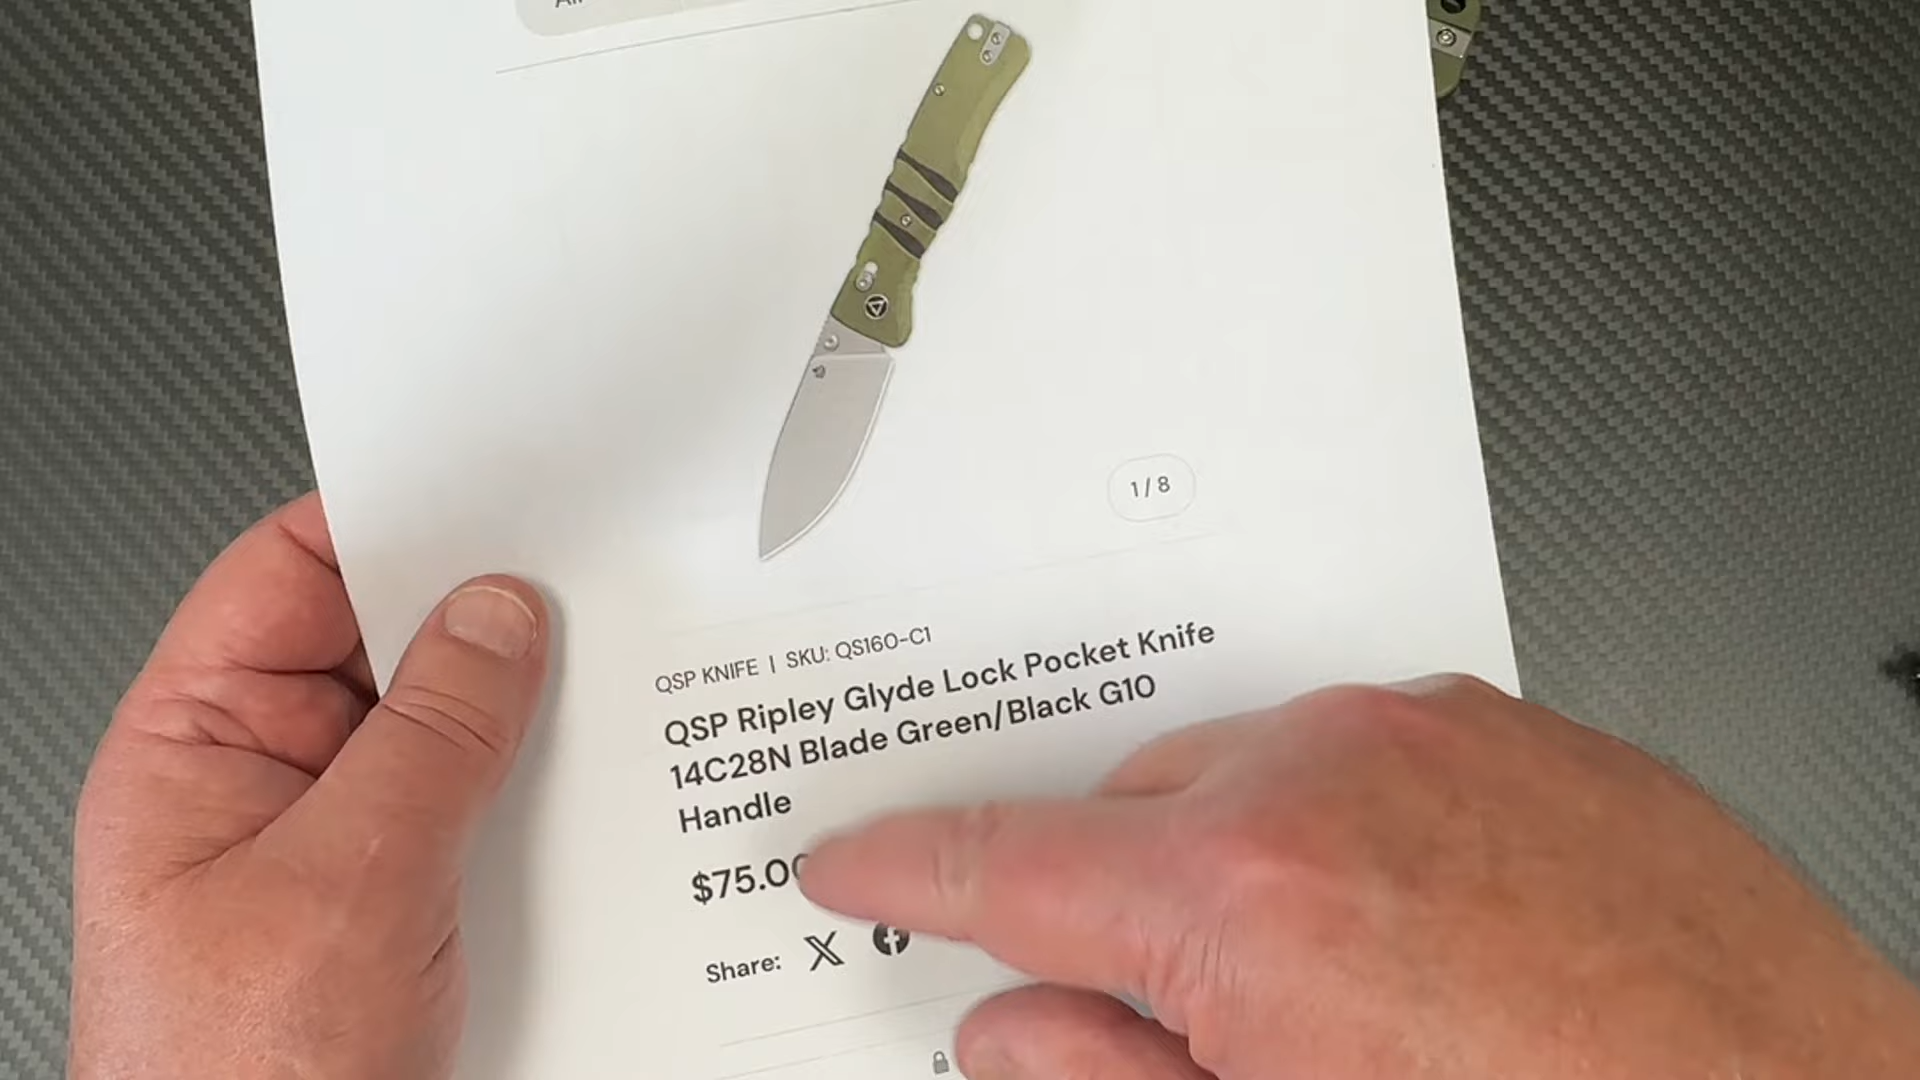 1 / 8
QSP KNIFE | SKU: QS160-C1
QSP Ripley Glyde Lock Pocket Knife
14C28N Blade Green/Black G10
Handle
$75.00
Share: